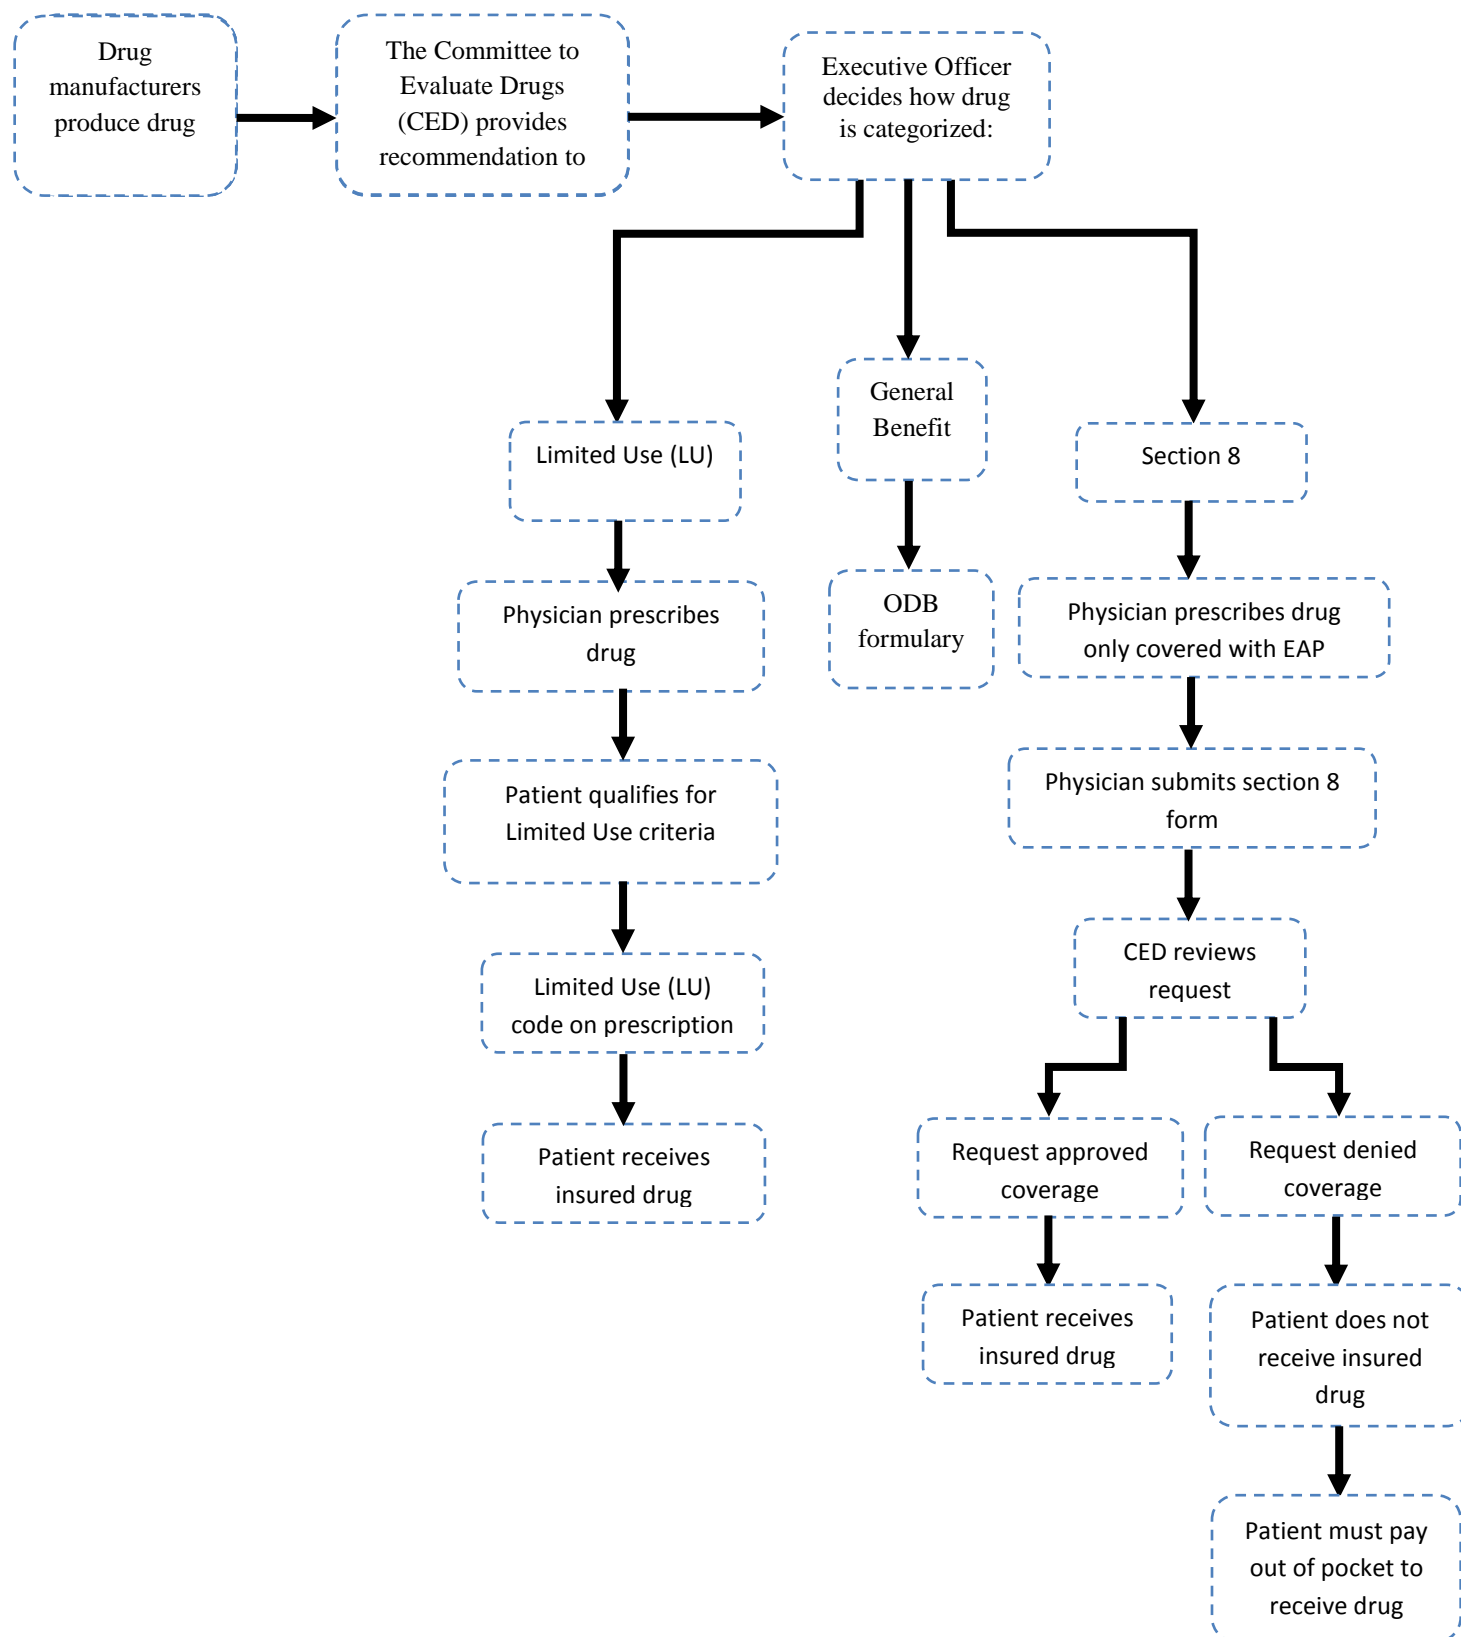 Drug
manufacturers
produce drug
The Committee to
Evaluate Drugs
(CED) provides
recommendation to
Executive Officer
decides how drug
is categorized:
Limited Use (LU)
Physician prescribes
drug
Patient qualifies for
Limited Use criteria
Limited Use (LU)
code on prescription
Patient receives
insured drug
General
Benefit
ODB
formulary
Section 8
Physician prescribes drug
only covered with EAP
Physician submits section 8
form
CED reviews
request
Request approved
coverage
Patient receives
insured drug
Request denied
coverage
Patient does not
receive insured
drug
Patient must pay
out of pocket to
receive drug